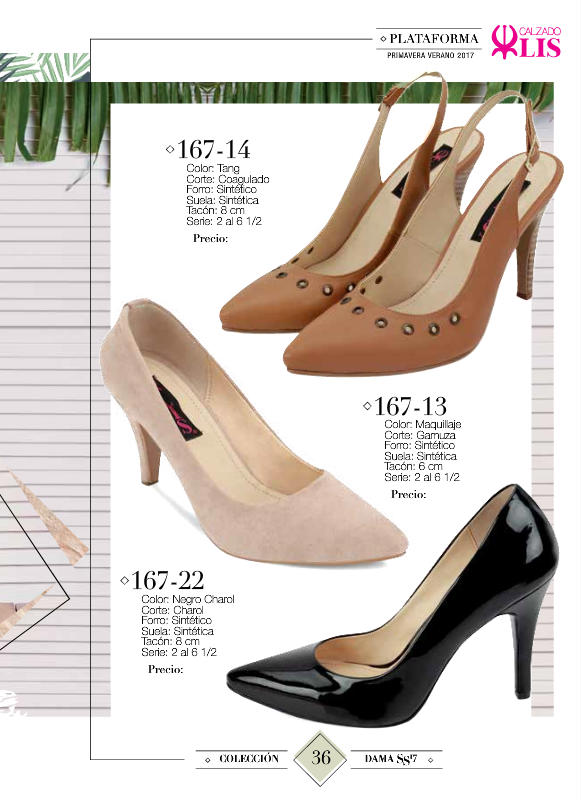 PLATAFORMA
PRIMAVERA VERANO 2017
CALZADO
LIS
167-14
Color: Tang
Corte: Coagulado
Forro: Sintético
Suela: Sintética
Tacón: 8 cm
Serie: 2 al 6 1/2
Precio:
167-13
Color: Maquillaje
Corte: Gamuza
Forro: Sintético
Suela: Sintética
Tacón: 6 cm
Serie: 2 al 6 1/2
Precio:
167-22
Color: Negro Charol
Corte: Charol
Forro: Sintético
Suela: Sintética
Tacón: 8 cm
Serie: 2 al 6 1/2
Precio:
COLECCIÓN
36
DAMA SS'7